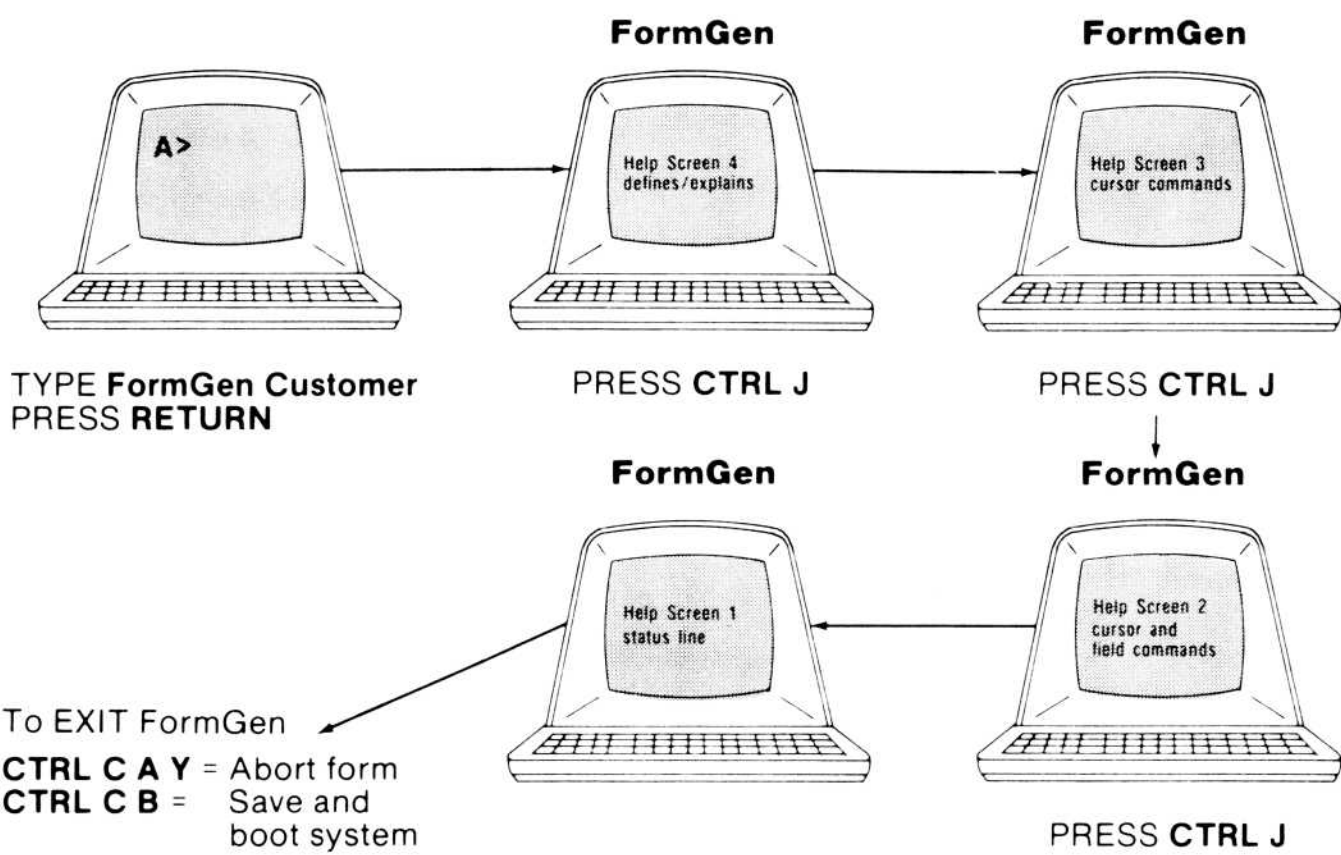 FormGen
FormGen
A>
Help Screen 4
defines/explains
Help Screen 3
cursor commands
TYPE FormGen Customer
PRESS RETURN
PRESS CTRL J
PRESS CTRL J
FormGen
FormGen
Help Screen 1
status line
Help Screen 2
cursor and
field commands
To EXIT FormGen
CTRL C A Y = Abort form
CTRL C B = Save and
boot system
PRESS CTRL J